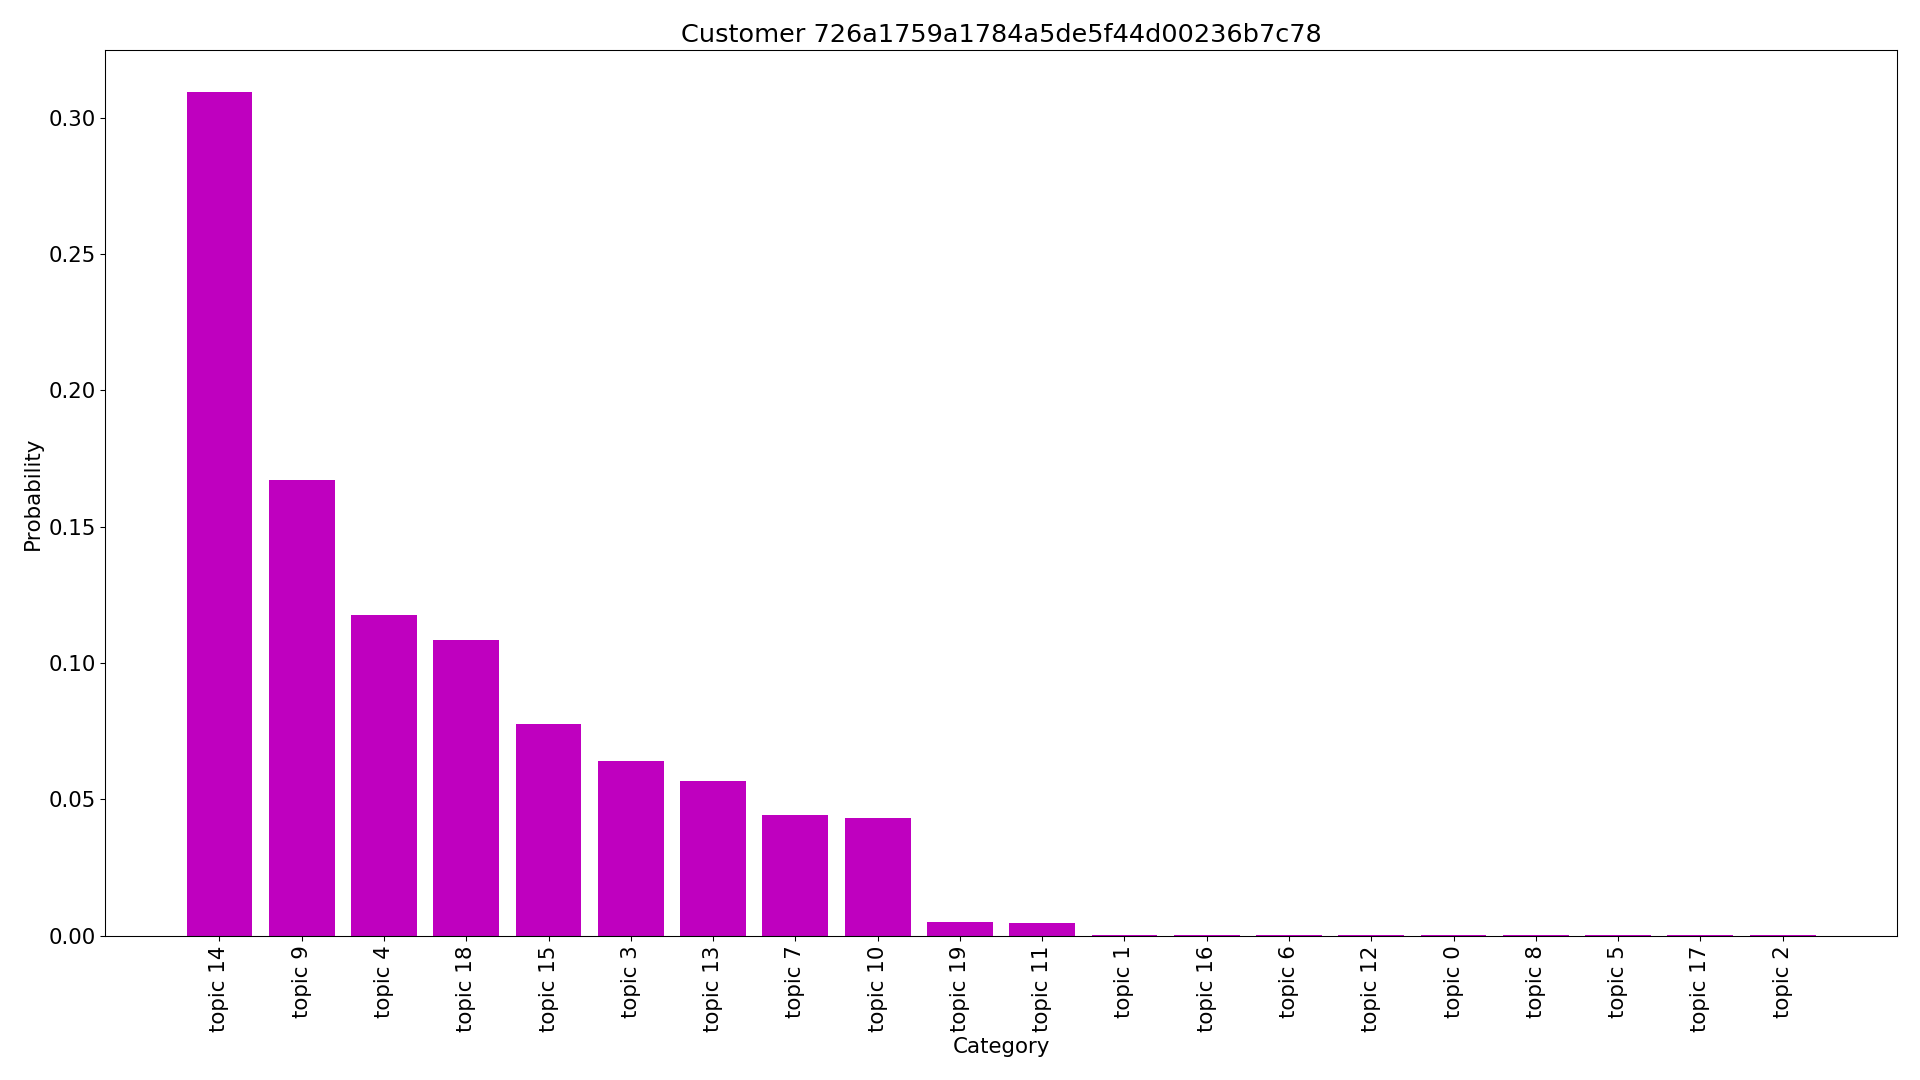 Customer 726a1759a1784a5de5f44d00236b7c78
Probability
0.30
0.25
0.20
0.15
0.10
0.05
0.00
topic 14
topic 9
topic 4
topic 18
topic 15
topic 3
topic 13
topic 7
topic 10
topic 19
topic 11
topic 1
topic 16
topic 6
topic 12
topic 0
topic 8
topic 5
topic 17
topic 2
Category